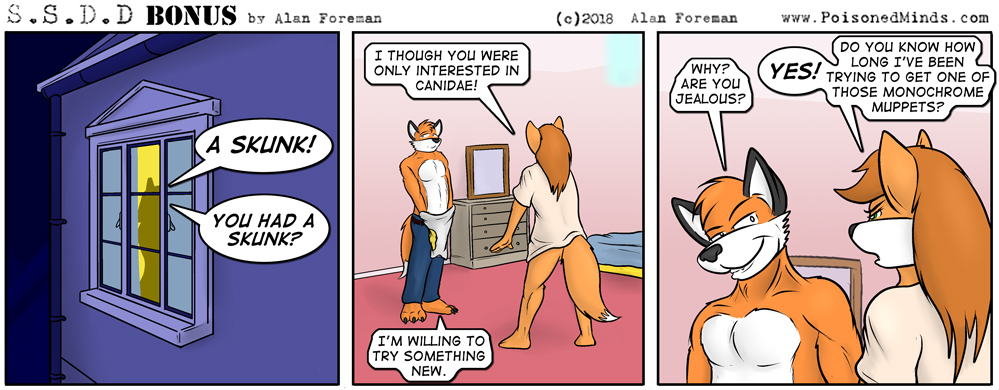 S.S.D.D BONUS by Alan Foreman (c)2018 Alan Foreman www.PoisonedMinds.com
A SKUNK!
YOU HAD A
SKUNK?
I THOUGH YOU WERE
ONLY INTERESTED IN
CANIDAE!
I'M WILLING TO
TRY SOMETHING
NEW.
WHY?
ARE YOU
JEALOUS?
YES!
DO YOU KNOW HOW
LONG I'VE BEEN
TRYING TO GET ONE OF
THOSE MONOCHROME
MUPPETS?